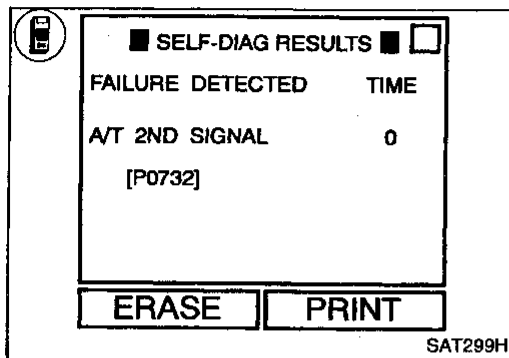 SELF-DIAG RESULTS
FAILURE DETECTED TIME
A/T 2ND SIGNAL 0
[P0732]
ERASE PRINT
SAT299H